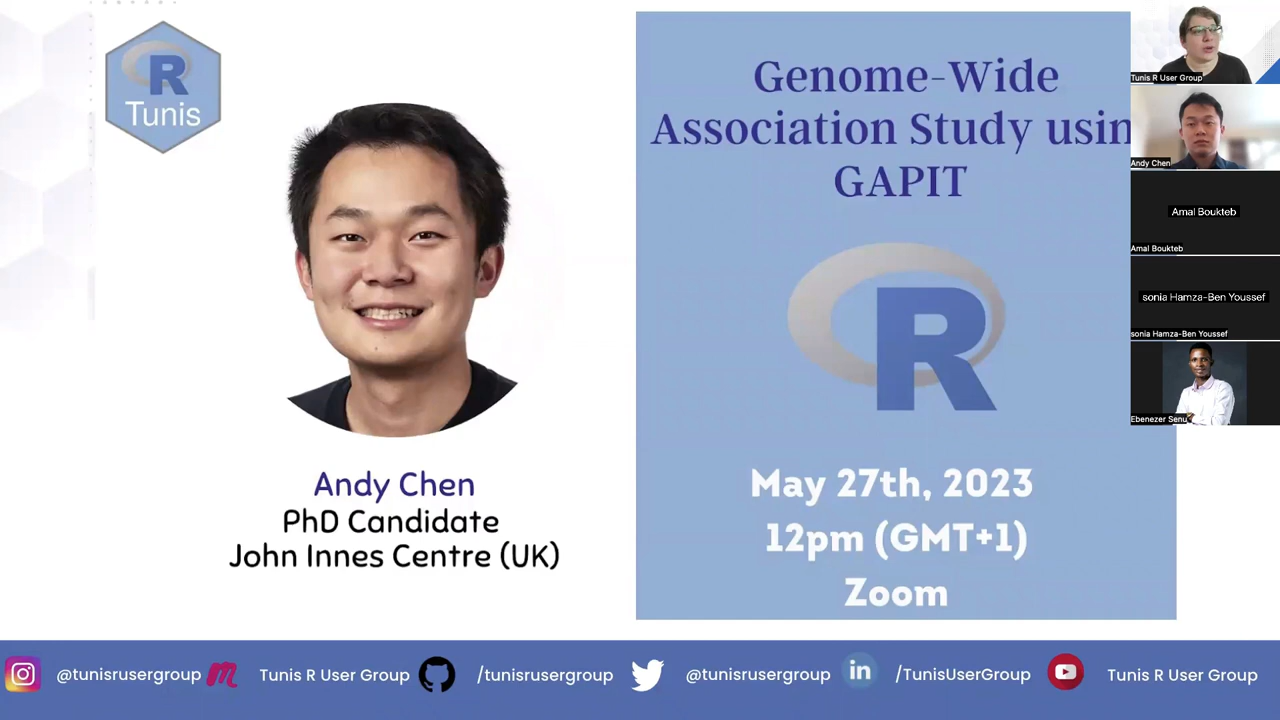 R
Tunis
Andy Chen
PhD Candidate
John Innes Centre (UK)
Genome-Wide
Association Study usin
GAPIT
R
May 27th, 2023
12pm (GMT+1)
Zoom
Tunis R User Group
Andy Chen
Amal Boukteb
Amal Boukteb
sonia Hamza-Ben Youssef
sonia Hamza-Ben Youssef
Ebenezer Senu
@tunisrusergroup
Tunis R User Group
/tunisrusergroup
@tunisrusergroup
in
/TunisUserGroup
Tunis R User Group